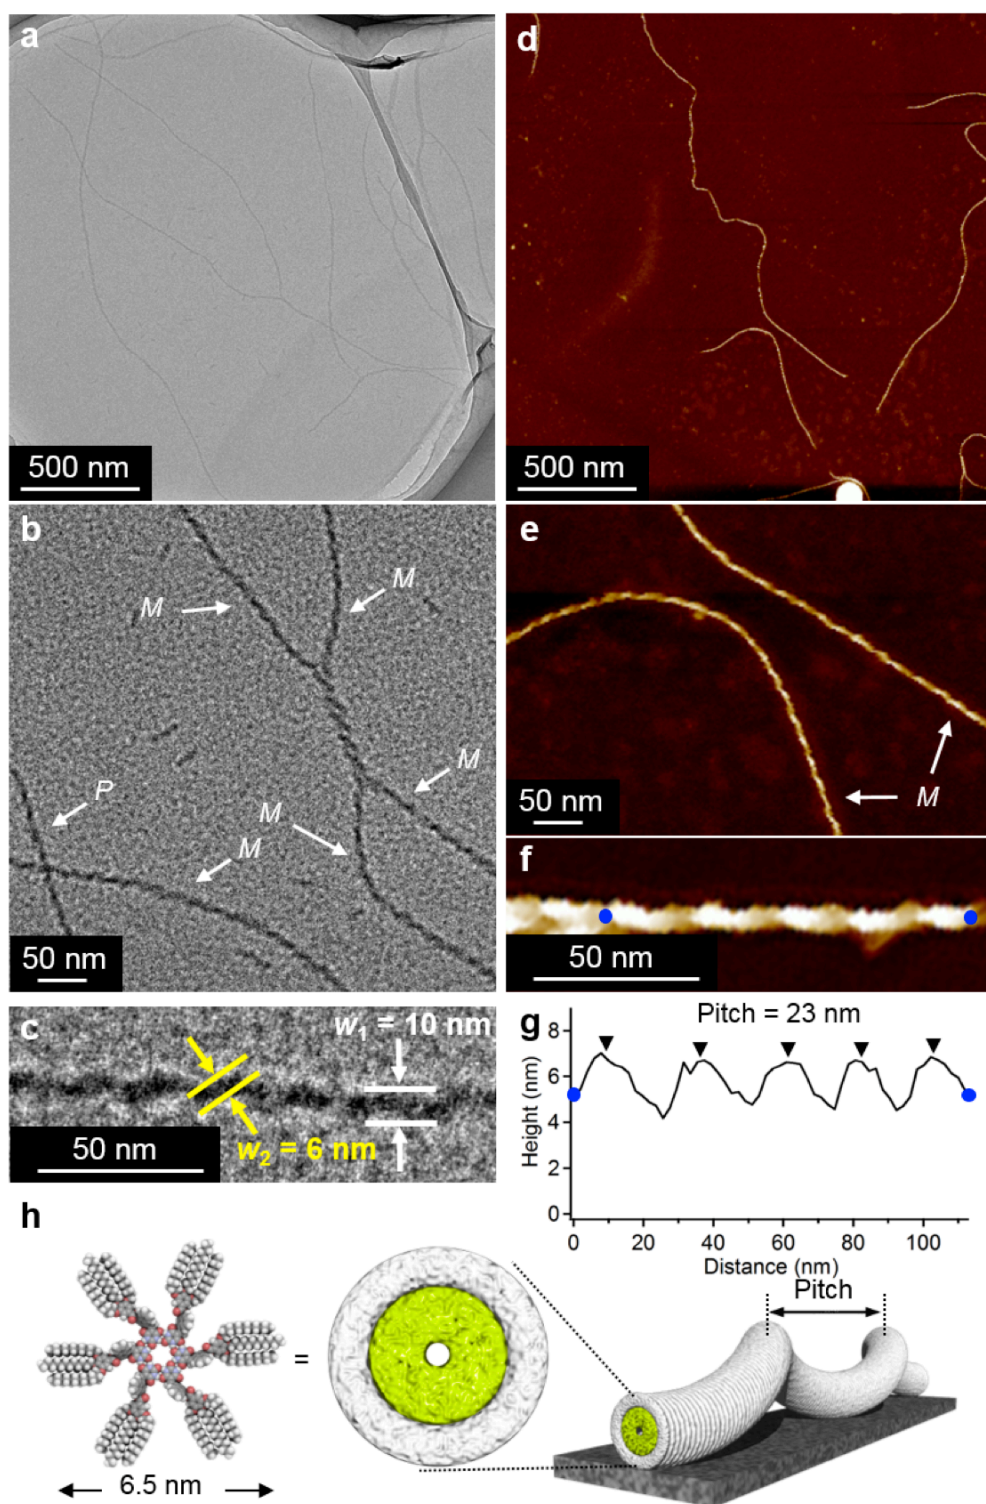 a
500 nm
b
M
M
M
P
M
M
50 nm
c
w1 = 10 nm
w2 = 6 nm
50 nm
d
500 nm
e
M
50 nm
f
50 nm
g
Pitch = 23 nm
Height (nm)
8
6
4
2
0
0 20 40 60 80 100
Distance (nm)
h
=
6.5 nm
Pitch